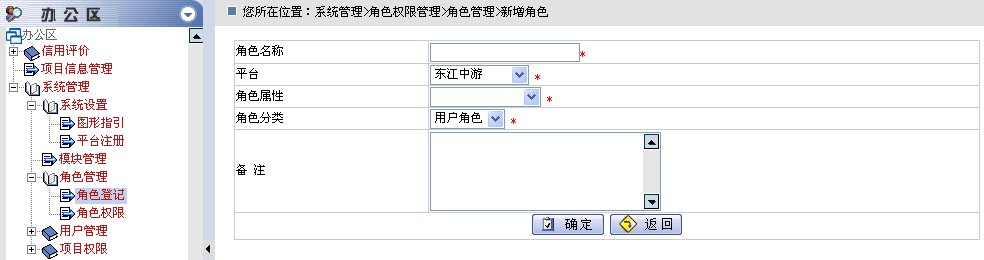 办公区
办公区
信用评价
项目信息管理
系统管理
系统设置
图形指引
平台注册
模块管理
角色管理
角色登记
角色权限
用户管理
项目权限
您所在位置：系统管理>角色权限管理>角色管理>新增角色
角色名称 *
平台 东江中游 *
角色属性 *
角色分类 用户角色 *
备 注
确定 返回